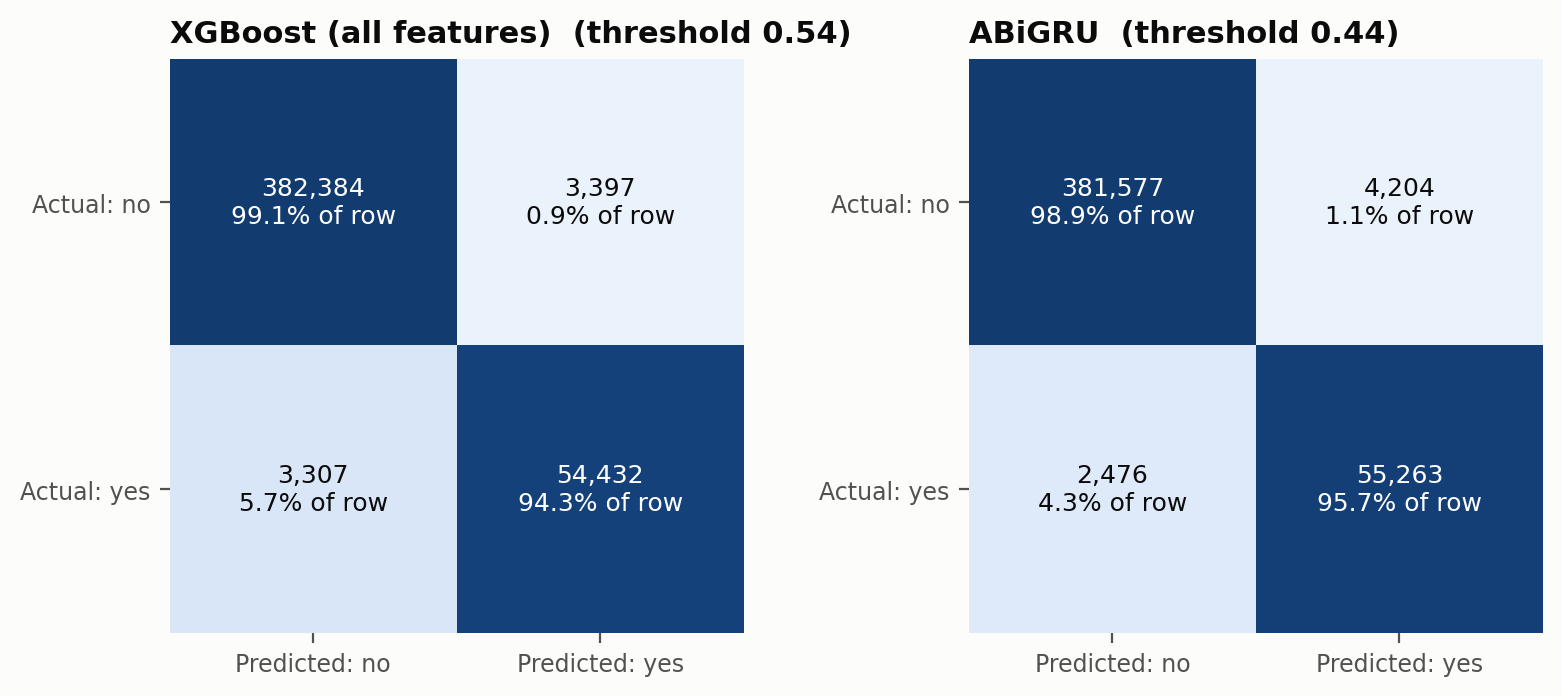 XGBoost (all features)  (threshold 0.54)
382,384
99.1% of row
3,397
0.9% of row
3,307
5.7% of row
54,432
94.3% of row
Actual: no
Actual: yes
Predicted: no
Predicted: yes
ABiGRU  (threshold 0.44)
381,577
98.9% of row
4,204
1.1% of row
2,476
4.3% of row
55,263
95.7% of row
Actual: no
Actual: yes
Predicted: no
Predicted: yes